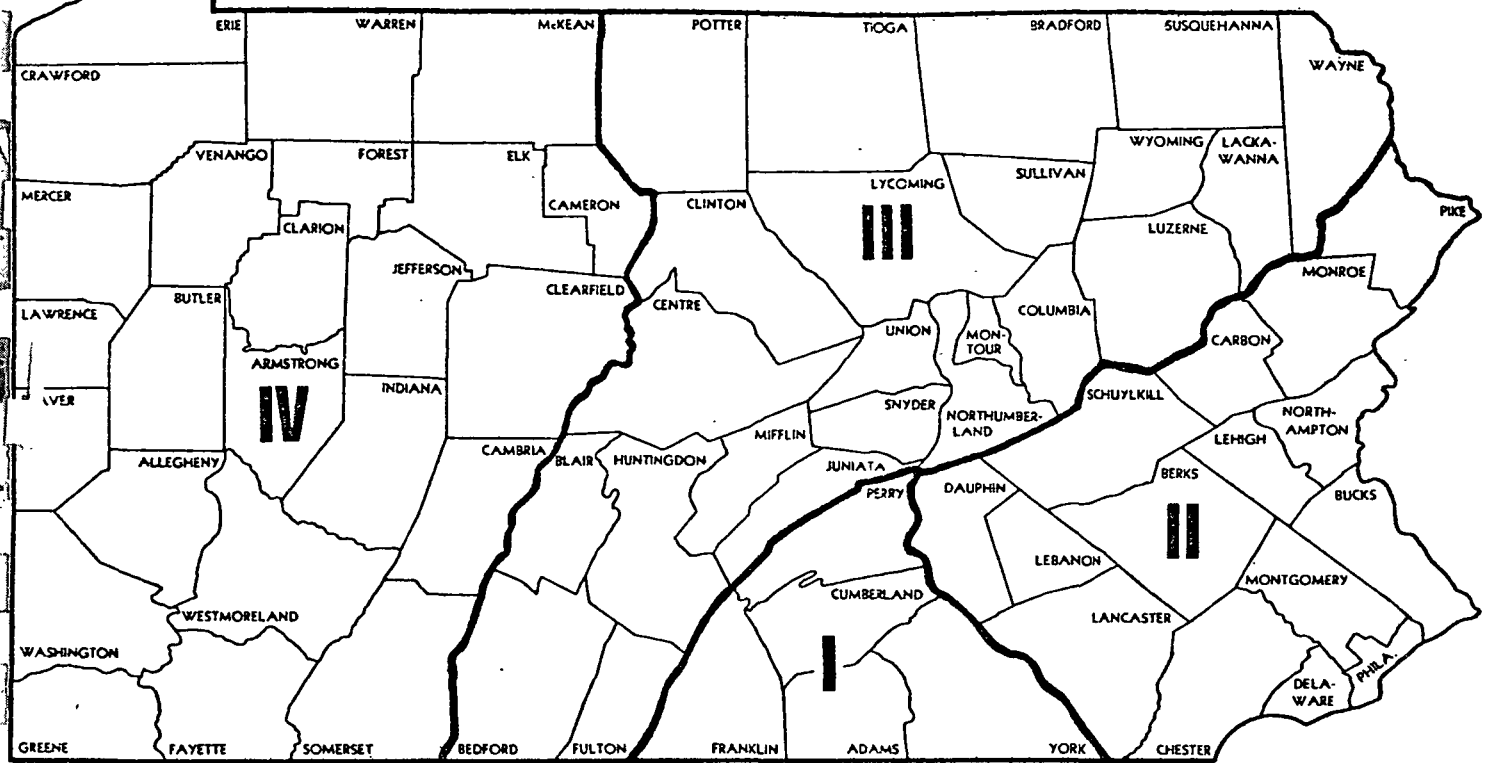 ERIE
WARREN
McKEAN
POTTER
TIOGA
BRADFORD
SUSQUEHANNA
WAYNE
CRAWFORD
VENANGO
FOREST
ELK
WYOMING
LACKA-
WANNA
MERCER
CLARION
CAMERON
CLINTON
LYCOMING
III
SULLIVAN
LUZERNE
PIKE
JEFFERSON
CLEARFIELD
CENTRE
MONROE
LAWRENCE
BUTLER
UNION
MON-
TOUR
COLUMBIA
CARBON
ARMSTRONG
IV
INDIANA
SNYDER
NORTHUMBER-
LAND
SCHUYLKILL
NORTH-
AMPTON
AVER
MIFFLIN
LEHIGH
ALLEGHENY
CAMBRIA
BLAIR
HUNTINGDON
JUNIATA
PERRY
DAUPHIN
BERKS
BUCKS
II
LEBANON
MONTGOMERY
CUMBERLAND
WESTMORELAND
LANCASTER
I
WASHINGTON
PHILA.
DELA-
WARE
GREENE
FAYETTE
SOMERSET
BEDFORD
FULTON
FRANKLIN
ADAMS
YORK
CHESTER